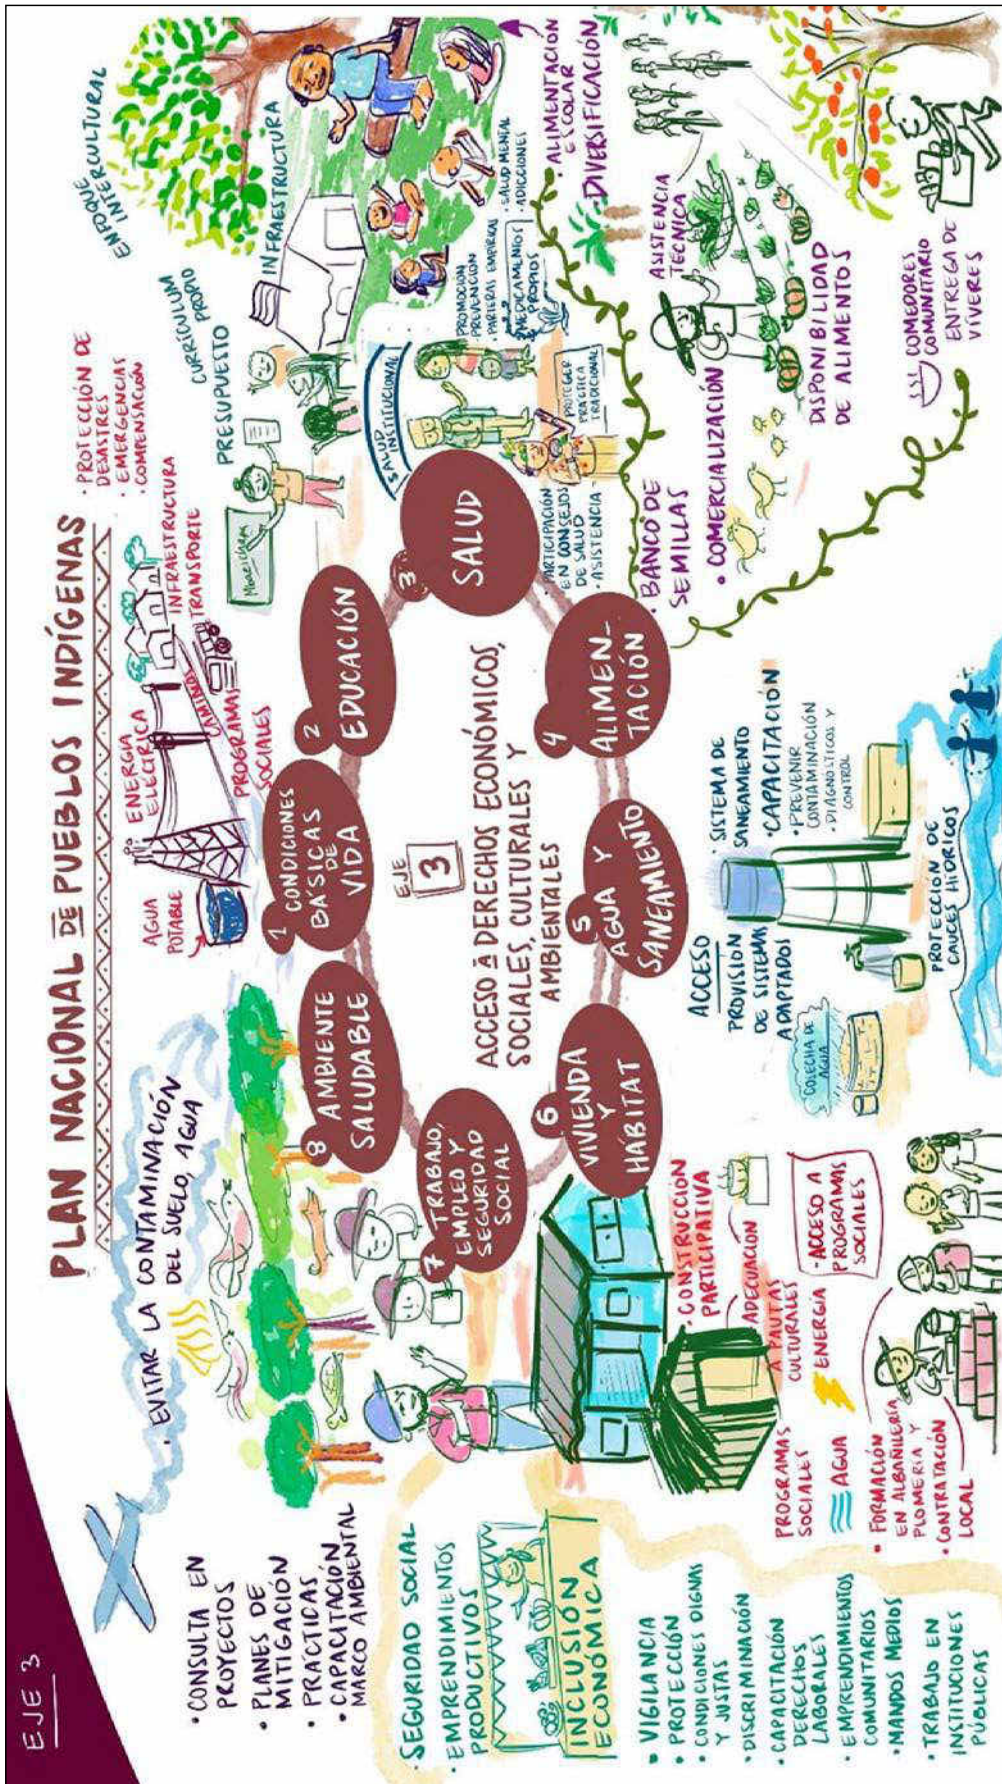 EJE 3
PLAN NACIONAL DE PUEBLOS INDÍGENAS
EJE
3
ACCESO A DERECHOS ECONÓMICOS,
SOCIALES, CULTURALES Y
AMBIENTALES
1
CONDICIONES
BÁSICAS
DE
VIDA
AGUA
POTABLE
ENERGÍA
ELÉCTRICA
CAMINOS
PROGRAMAS
SOCIALES
INFRAESTRUCTURA
TRANSPORTE
· PROTECCIÓN DE
DESASTRES
· EMERGENCIAS
· COMPENSACIÓN
2
EDUCACIÓN
PRESUPUESTO
CURRÍCULUM
PROPIO
ENFOQUE
INTERCULTURAL
INFRAESTRUCTURA
3
SALUD
SALUD
INSTITUCIONAL
PROMOCIÓN
PREVENCIÓN
· PARTERAS EMPIRICAS
MEDICAMENTOS
PROPIOS
· SALUD MENTAL
· ADICCIONES
PROTEGER
PRÁCTICA
TRADICIONAL
PARTICIPACIÓN
EN CONSEJOS
DE SALUD
· ASISTENCIA
4
ALIMEN-
TACIÓN
· ALIMENTACIÓN
ESCOLAR
· DIVERSIFICACIÓN
· BANCO DE
SEMILLAS
· COMERCIALIZACIÓN
ASISTENCIA
TÉCNICA
DISPONIBILIDAD
DE ALIMENTOS
COMEDORES
COMUNITARIO
ENTREGA DE
VÍVERES
5
AGUA Y
SANEAMIENTO
ACCESO
PROVISIÓN
DE SISTEMAS
ADAPTADOS
COSECHA DE
AGUA
· SISTEMA DE
SANEAMIENTO
· CAPACITACIÓN
· PREVENIR
CONTAMINACIÓN
· DIAGNÓSTICOS Y
CONTROL
PROTECCIÓN DE
CAUCES HÍDRICOS
6
VIVIENDA
Y
HÁBITAT
· CONSTRUCCIÓN
PARTICIPATIVA
ADECUACIÓN
A PAUTAS
CULTURALES
PROGRAMAS
SOCIALES
ENERGÍA
AGUA
· ACCESO A
PROGRAMAS
SOCIALES
· FORMACIÓN
EN ALBAÑILERÍA
PLOMERÍA Y
· CONTRATACIÓN
LOCAL
7
TRABAJO,
EMPLEO Y
SEGURIDAD
SOCIAL
· SEGURIDAD SOCIAL
· EMPRENDIMIENTOS
PRODUCTIVOS
INCLUSIÓN
ECONÓMICA
· VIGILANCIA
· PROTECCIÓN
· CONDICIONES DIGNAS
Y JUSTAS
· DISCRIMINACIÓN
· CAPACITACIÓN
DERECHOS
LABORALES
· EMPRENDIMIENTOS
COMUNITARIOS
· MANDOS MEDIOS
· TRABAJO EN
INSTITUCIONES
PÚBLICAS
8
AMBIENTE
SALUDABLE
· EVITAR LA CONTAMINACIÓN
DEL SUELO, AGUA
· CONSULTA EN
PROYECTOS
· PLANES DE
MITIGACIÓN
· PRÁCTICAS
· CAPACITACIÓN
MARCO AMBIENTAL